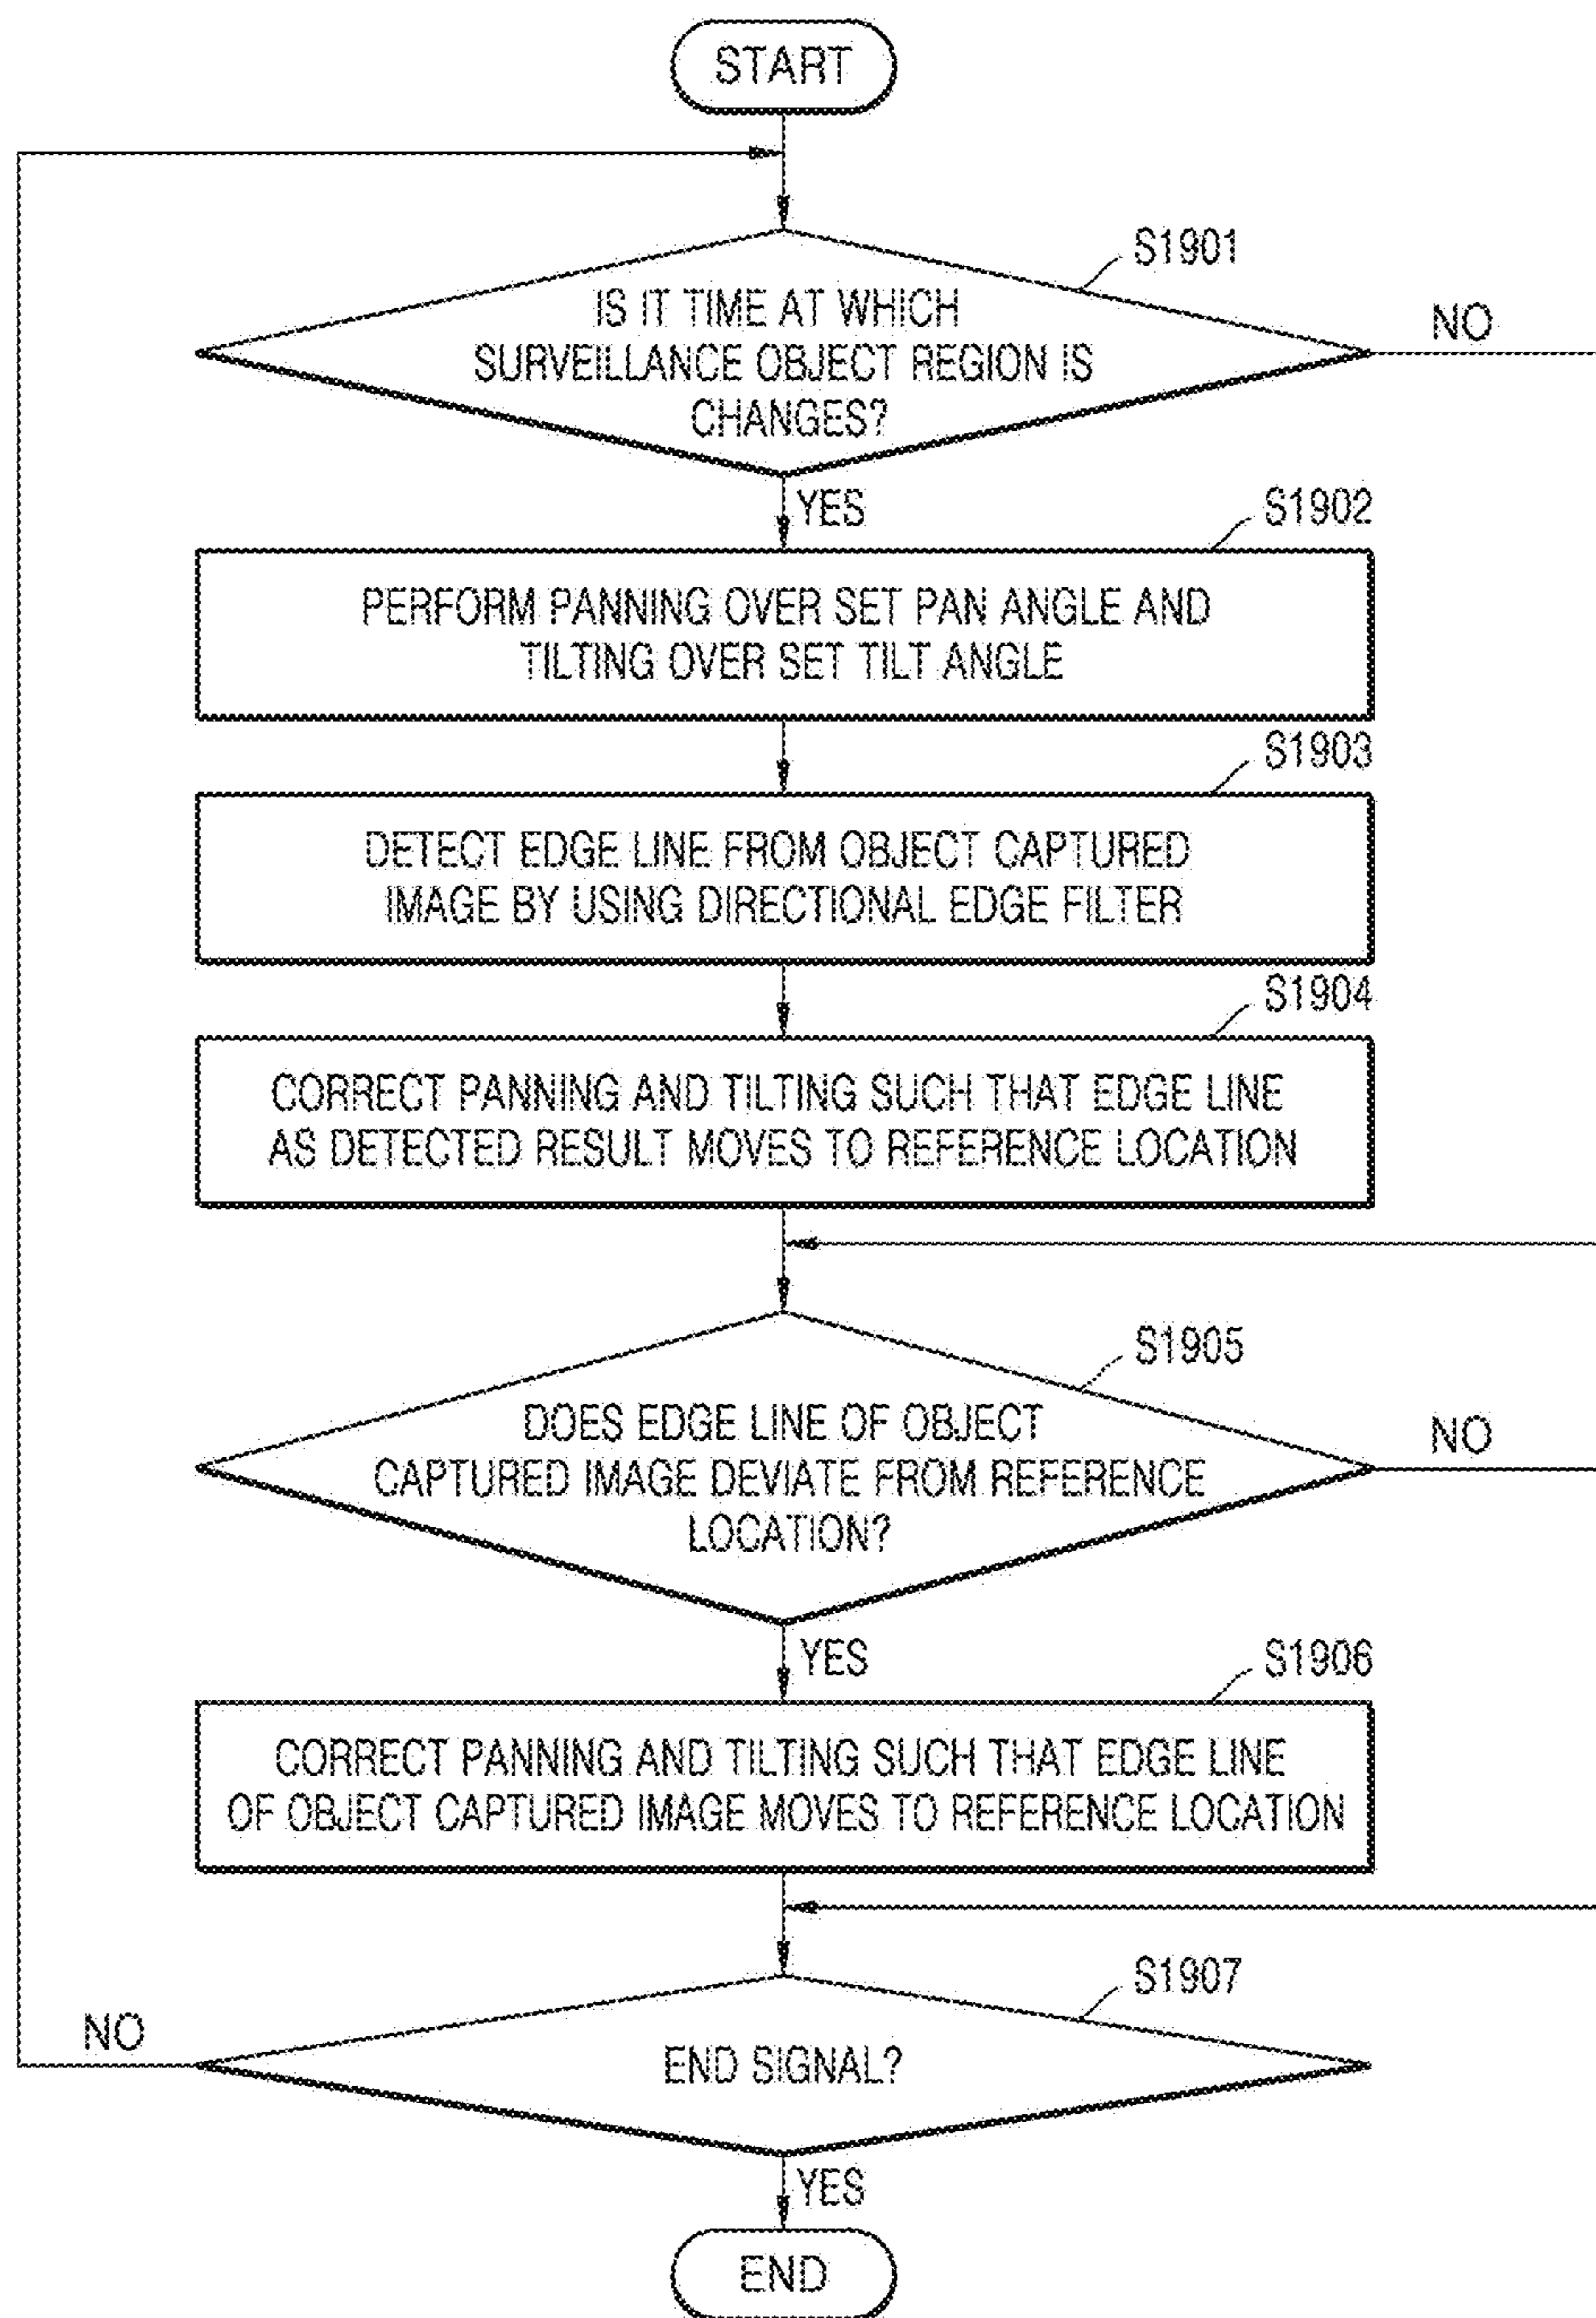 START
S1901
IS IT TIME AT WHICH
SURVEILLANCE OBJECT REGION IS
CHANGES?
NO
YES
S1902
PERFORM PANNING OVER SET PAN ANGLE AND
TILTING OVER SET TILT ANGLE
S1903
DETECT EDGE LINE FROM OBJECT CAPTURED
IMAGE BY USING DIRECTIONAL EDGE FILTER
S1904
CORRECT PANNING AND TILTING SUCH THAT EDGE LINE
AS DETECTED RESULT MOVES TO REFERENCE LOCATION
S1905
DOES EDGE LINE OF OBJECT
CAPTURED IMAGE DEVIATE FROM REFERENCE
LOCATION?
NO
YES
S1906
CORRECT PANNING AND TILTING SUCH THAT EDGE LINE
OF OBJECT CAPTURED IMAGE MOVES TO REFERENCE LOCATION
S1907
NO
END SIGNAL?
YES
END